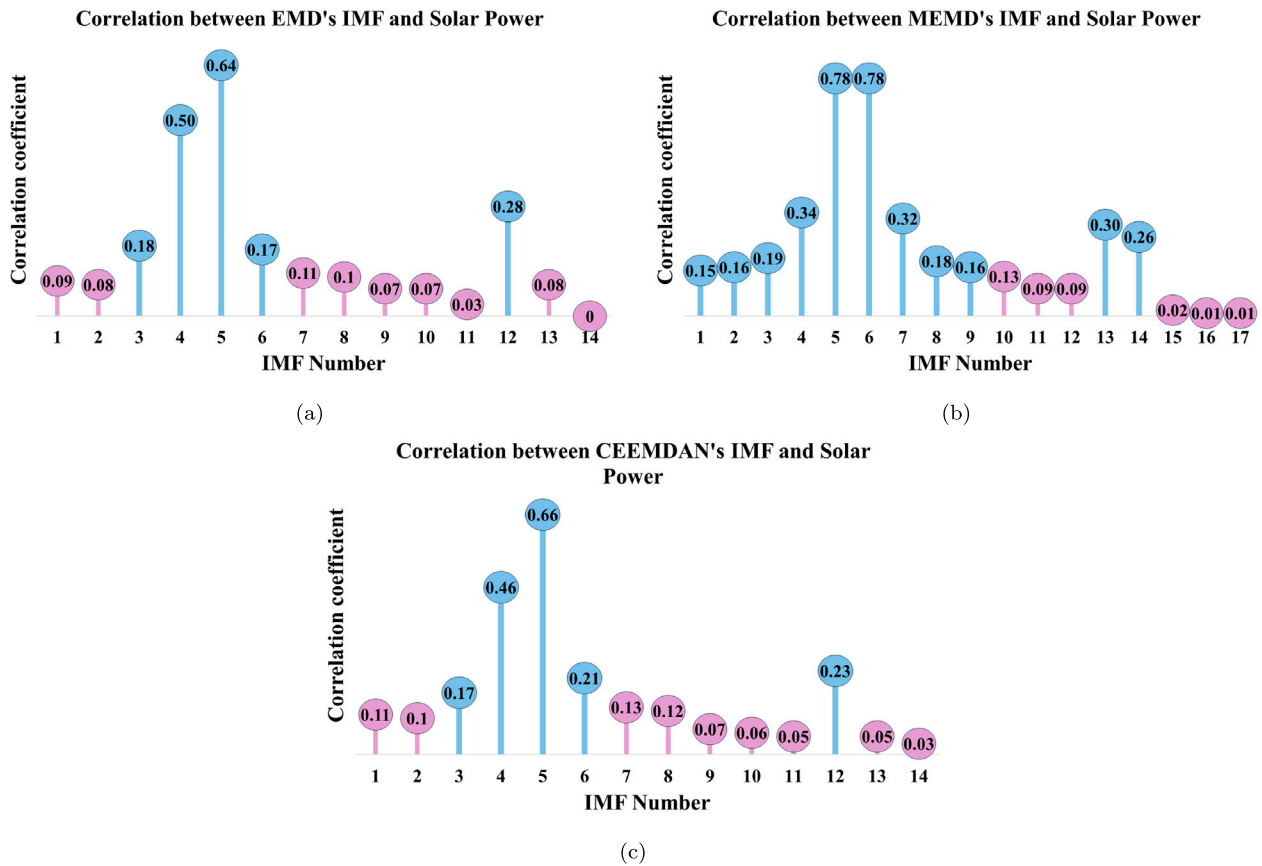 Correlation between EMD's IMF and Solar Power
Correlation coefficient
0.09
0.08
0.18
0.50
0.64
0.17
0.11
0.1
0.07
0.07
0.03
0.28
0.08
0
1 2 3 4 5 6 7 8 9 10 11 12 13 14
IMF Number
(a)
Correlation between MEMD's IMF and Solar Power
Correlation coefficient
0.15
0.16
0.19
0.34
0.78
0.78
0.32
0.18
0.16
0.13
0.09
0.09
0.30
0.26
0.02
0.01
0.01
1 2 3 4 5 6 7 8 9 10 11 12 13 14 15 16 17
IMF Number
(b)
Correlation between CEEMDAN's IMF and Solar
Power
Correlation coefficient
0.11
0.1
0.17
0.46
0.66
0.21
0.13
0.12
0.07
0.06
0.05
0.23
0.05
0.03
1 2 3 4 5 6 7 8 9 10 11 12 13 14
IMF Number
(c)